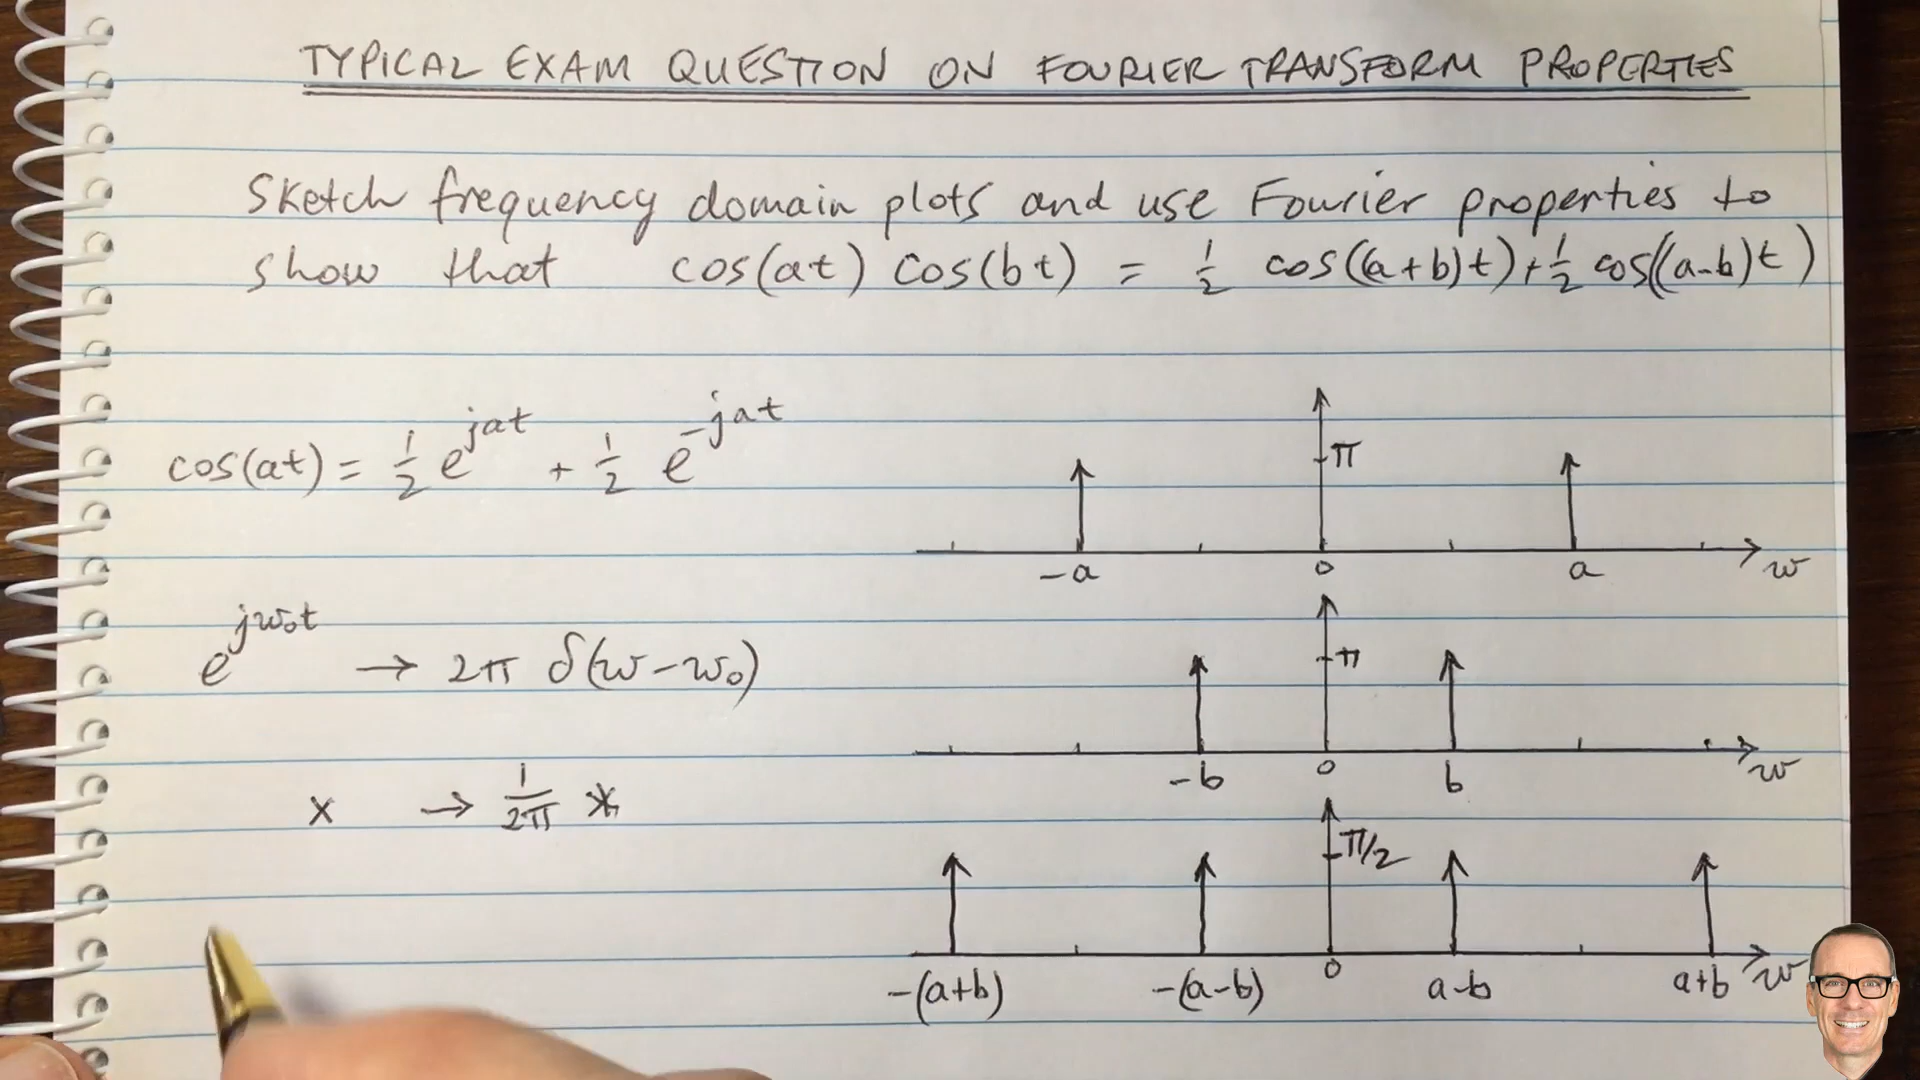 TYPICAL EXAM QUESTION ON FOURIER TRANSFORM PROPERTIES
Sketch frequency domain plots and use Fourier properties to
show that cos(at) cos(bt) = 1/2 cos((a+b)t) + 1/2 cos((a-b)t)
cos(at) = 1/2 e^jat + 1/2 e^-jat
π
-a 0 a w
e^jw₀t → 2π δ(w-w₀)
π
-b 0 b w
x → 1/2π *
π/2
-(a+b) -(a-b) 0 a-b a+b w